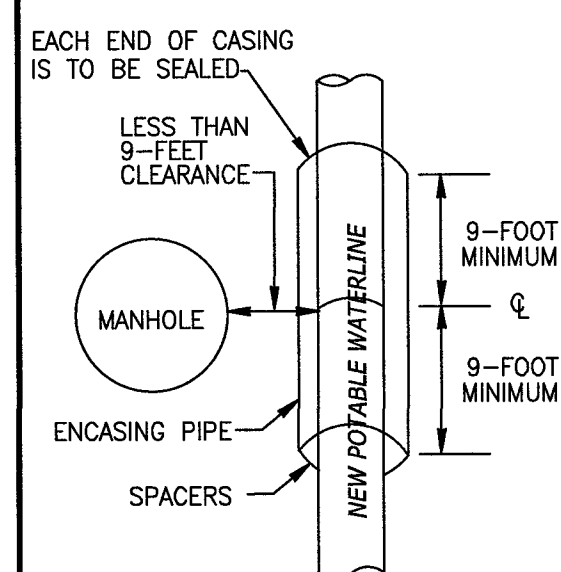 EACH END OF CASING
IS TO BE SEALED
LESS THAN
9-FEET
CLEARANCE
MANHOLE
ENCASING PIPE
SPACERS
NEW POTABLE WATERLINE
9-FOOT
MINIMUM
℄
9-FOOT
MINIMUM